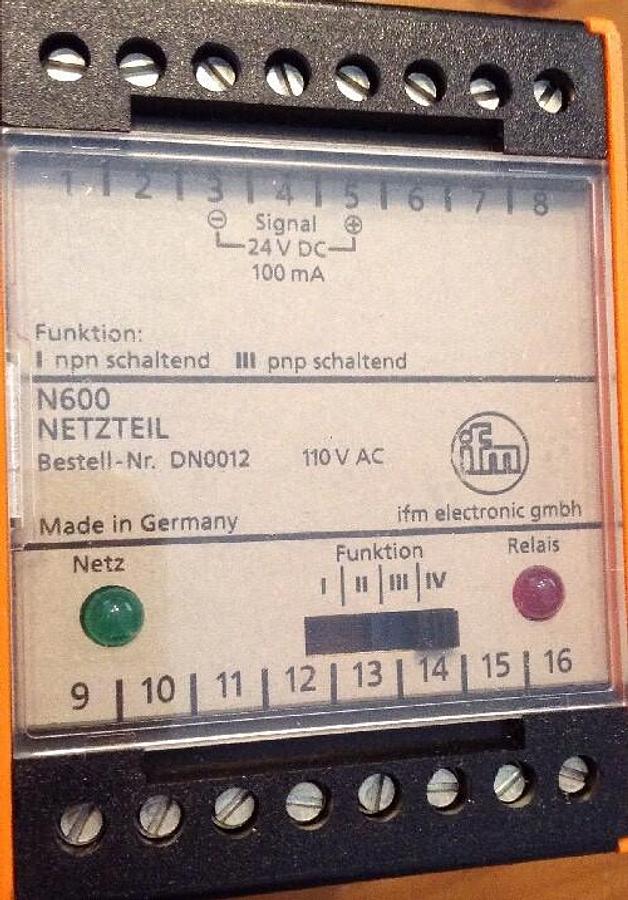 1 2 3 4 5 6 7 8
⊖ Signal ⊕
24 V DC
100 mA
Funktion:
I npn schaltend III pnp schaltend
N600
NETZTEIL
Bestell-Nr. DN0012 110 V AC
ifm
Made in Germany ifm electronic gmbh
Netz Funktion Relais
I II III IV
9 10 11 12 13 14 15 16